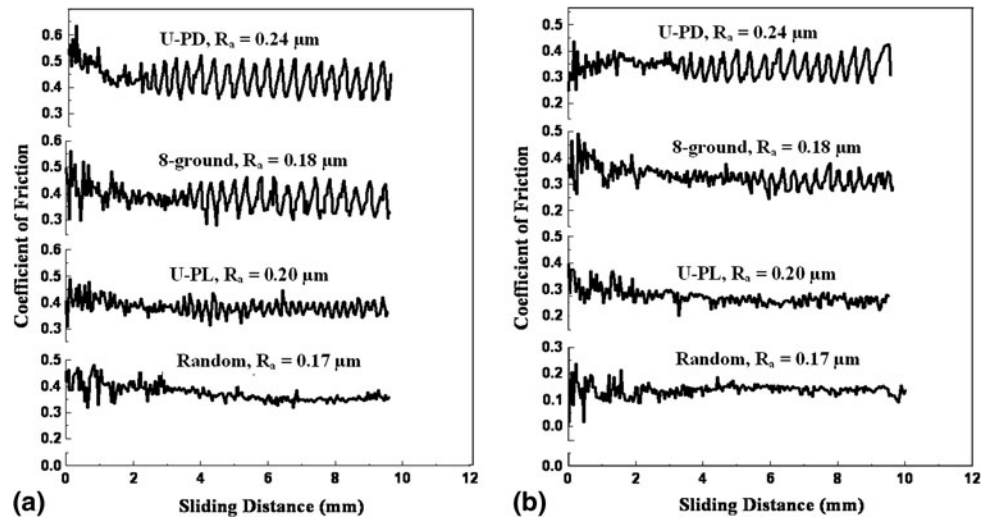 0.6
0.5
0.4
0.3
U-PD, Rₐ = 0.24 µm
0.5
0.4
0.3
8-ground, Rₐ = 0.18 µm
0.5
0.4
0.3
U-PL, Rₐ = 0.20 µm
0.5
0.4
0.3
0.2
0.0
Random, Rₐ = 0.17 µm
Coefficient of Friction
0 2 4 6 8 10 12
Sliding Distance (mm)
(a)
0.5
0.4
0.3
0.2
U-PD, Rₐ = 0.24 µm
0.5
0.4
0.3
0.2
8-ground, Rₐ = 0.18 µm
0.5
0.4
0.3
0.2
U-PL, Rₐ = 0.20 µm
0.3
0.2
0.1
0.0
0.0
Random, Rₐ = 0.17 µm
Coefficient of Friction
0 2 4 6 8 10 12
Sliding Distance (mm)
(b)